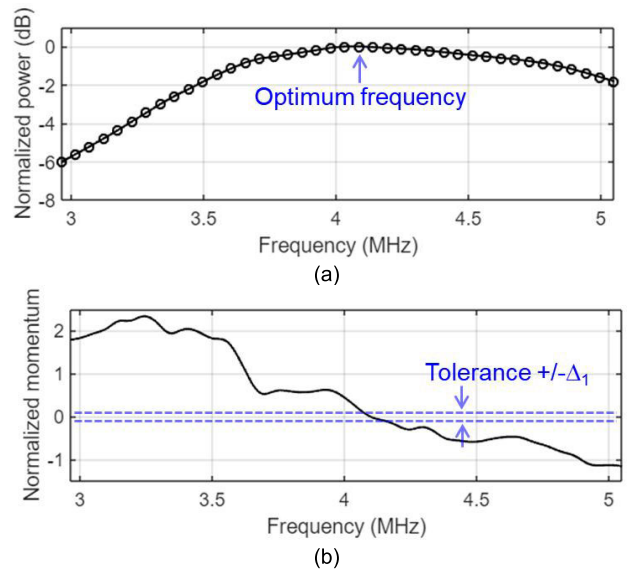 Normalized power (dB)
0
-2
-4
-6
-8
Optimum frequency
3
3.5
4
4.5
5
Frequency (MHz)
(a)
Normalized momentum
2
1
0
-1
Tolerance +/-Δ₁
3
3.5
4
4.5
5
Frequency (MHz)
(b)